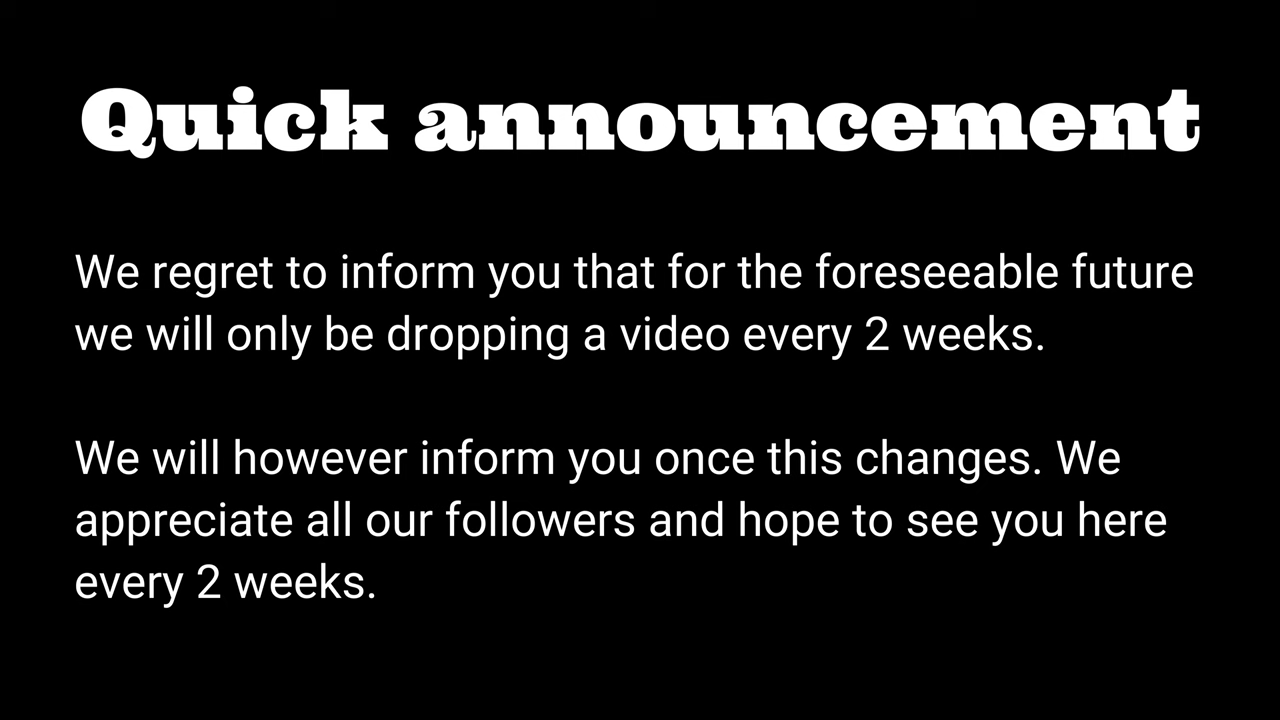 Quick announcement
We regret to inform you that for the foreseeable future
we will only be dropping a video every 2 weeks.
We will however inform you once this changes. We
appreciate all our followers and hope to see you here
every 2 weeks.